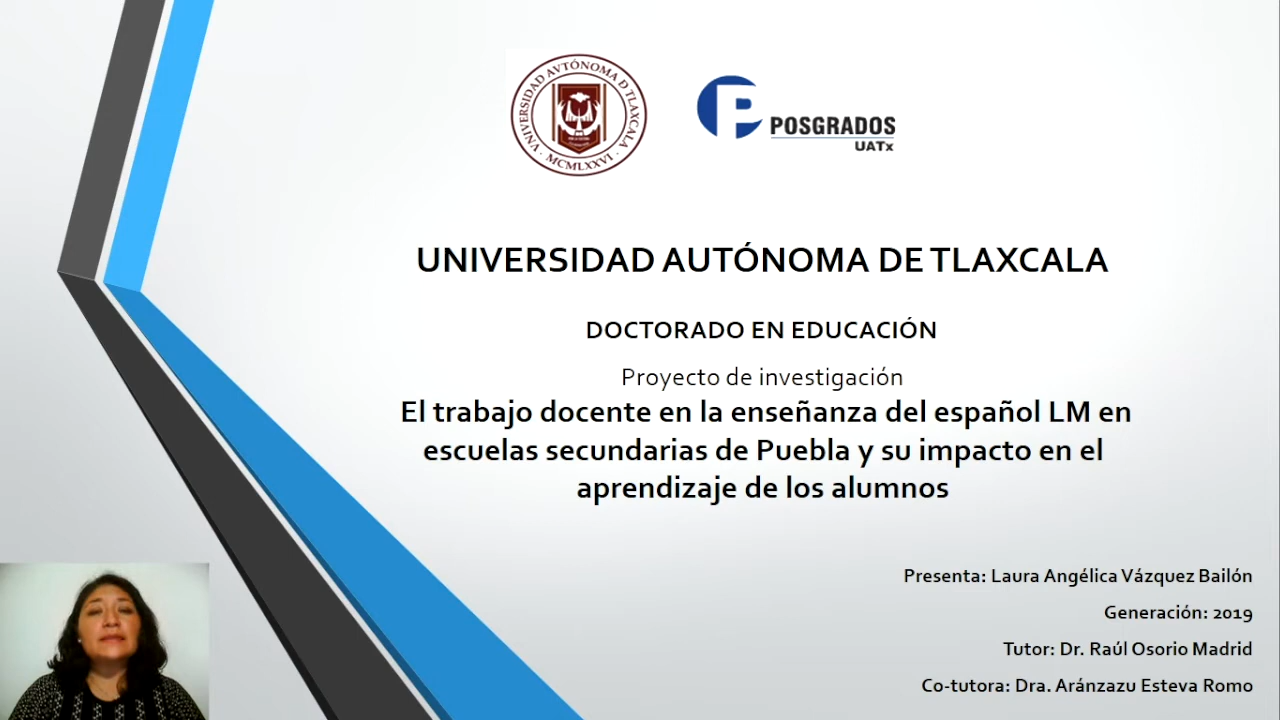 UNIVERSIDAD AUTÓNOMA D TLAXCALA
· MCMLXXVI ·
POSGRADOS
UATx
UNIVERSIDAD AUTÓNOMA DE TLAXCALA
DOCTORADO EN EDUCACIÓN
Proyecto de investigación
El trabajo docente en la enseñanza del español LM en
escuelas secundarias de Puebla y su impacto en el
aprendizaje de los alumnos
Presenta: Laura Angélica Vázquez Bailón
Generación: 2019
Tutor: Dr. Raúl Osorio Madrid
Co-tutora: Dra. Aránzazu Esteva Romo